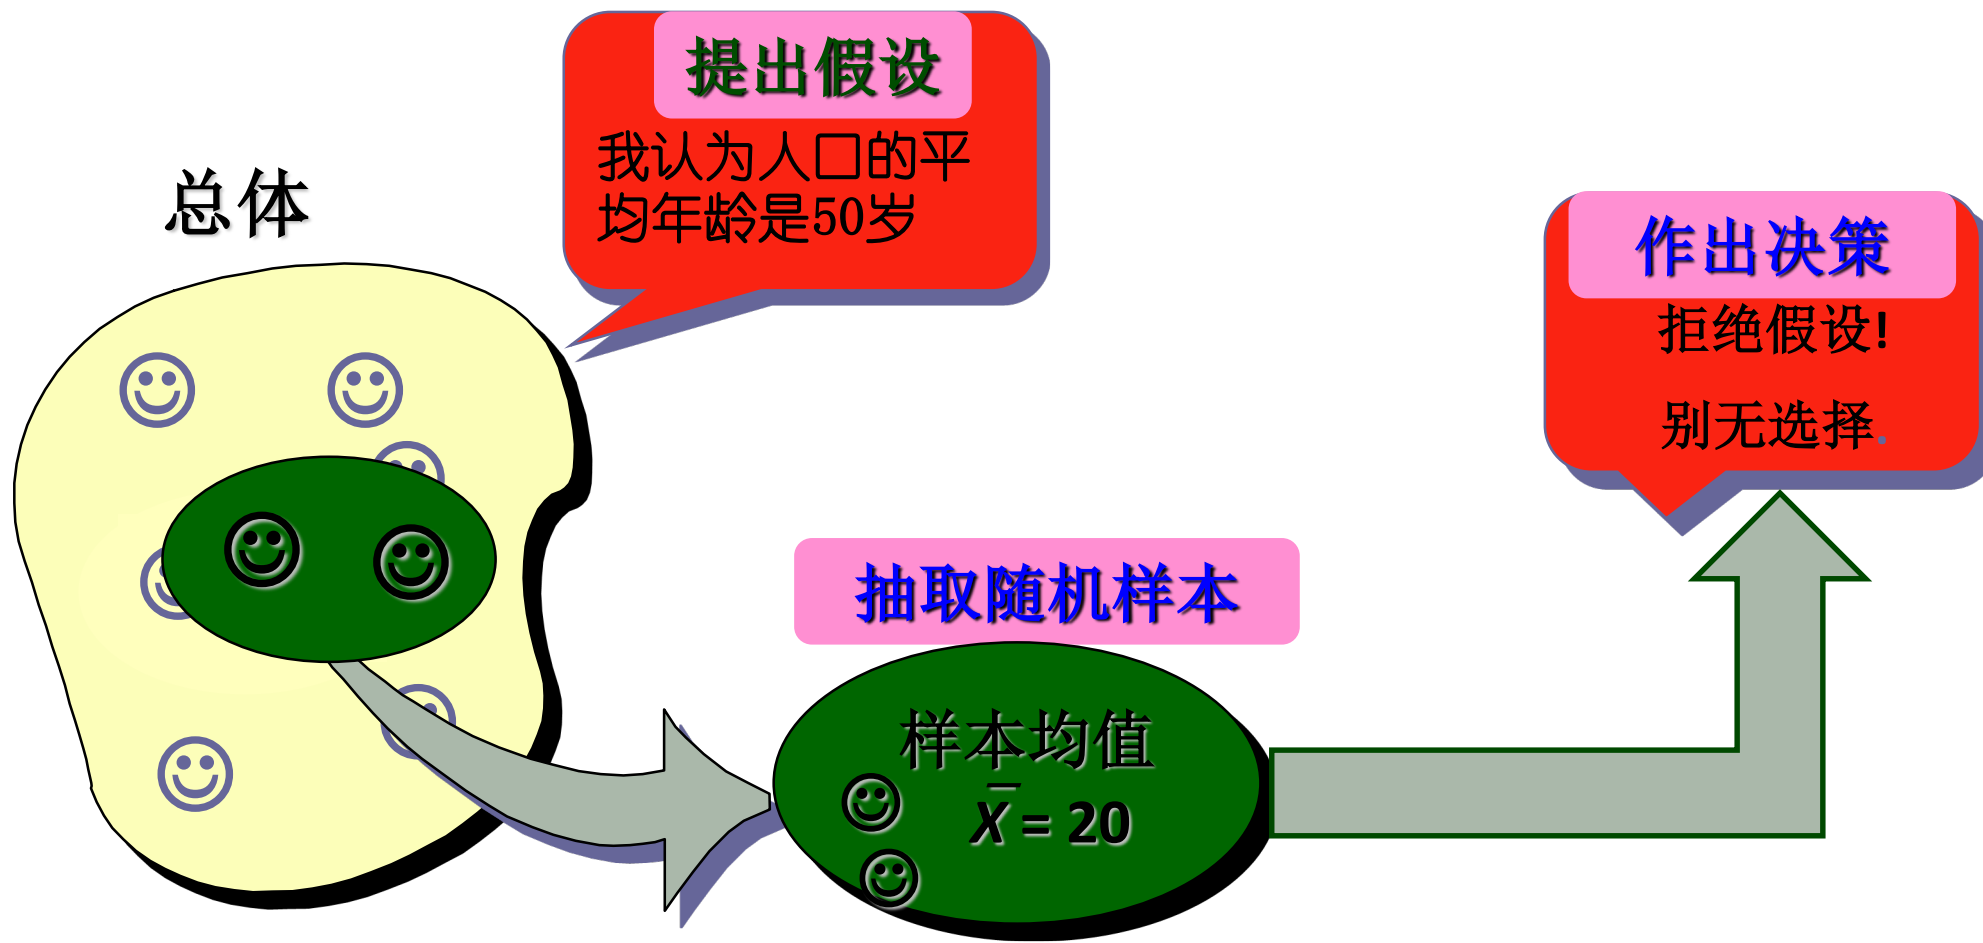 总体
提出假设
我认为人口的平
均年龄是50岁
抽取随机样本
样本均值
X̅ = 20
作出决策
拒绝假设!
别无选择.